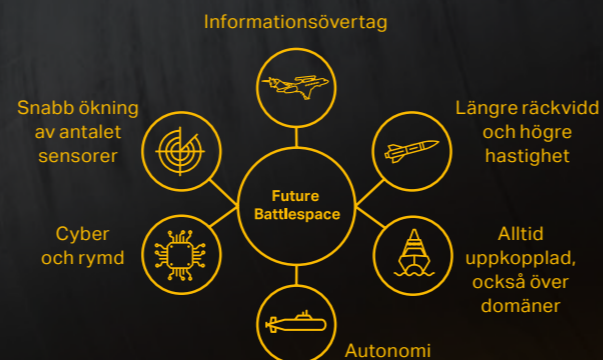 Informationsövertag
Snabb ökning
av antalet
sensorer
Längre räckvidd
och högre
hastighet
Future
Battlespace
Cyber
och rymd
Alltid
uppkopplad,
också över
domäner
Autonomi